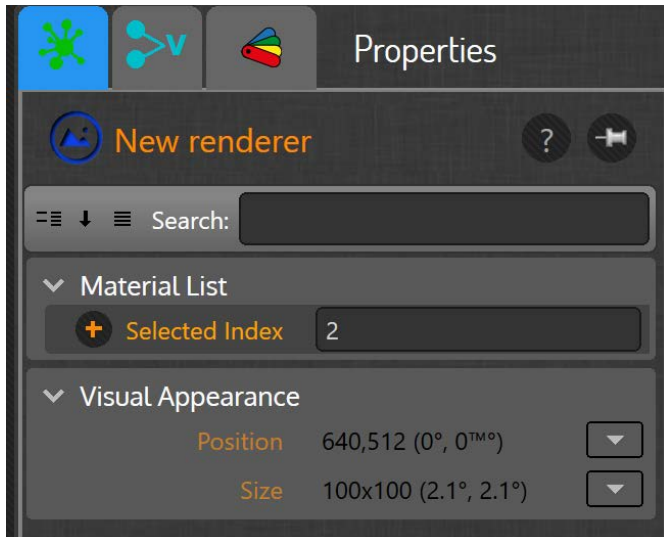 V
Properties
New renderer
?
Search:
Material List
+ Selected Index 2
Visual Appearance
Position 640,512 (0°, 0™°)
Size 100x100 (2.1°, 2.1°)